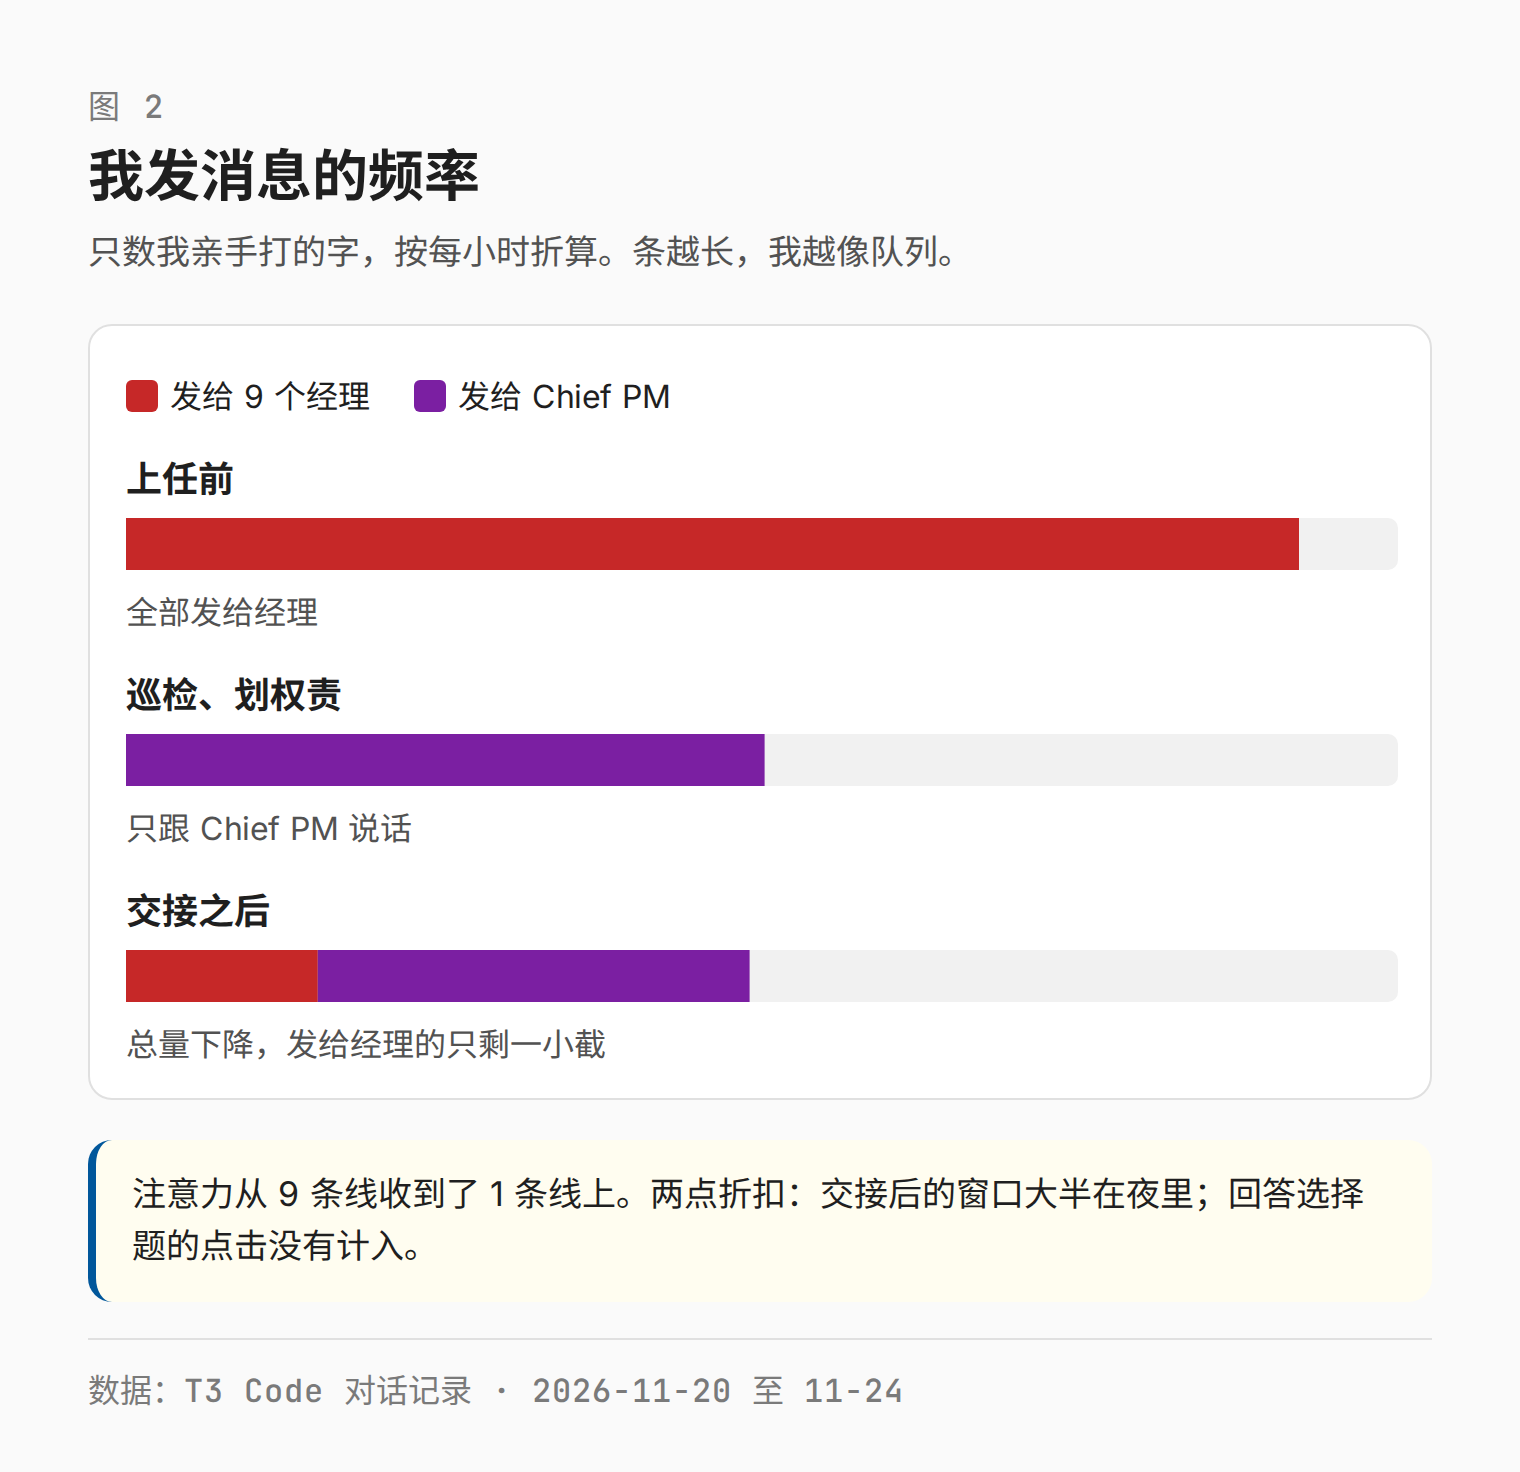 图 2
我发消息的频率
只数我亲手打的字，按每小时折算。条越长，我越像队列。
发给 9 个经理 发给 Chief PM
上任前
全部发给经理
巡检、划权责
只跟 Chief PM 说话
交接之后
总量下降，发给经理的只剩一小截
注意力从 9 条线收到了 1 条线上。两点折扣：交接后的窗口大半在夜里；回答选择
题的点击没有计入。
数据：T3 Code 对话记录 · 2026-11-20 至 11-24